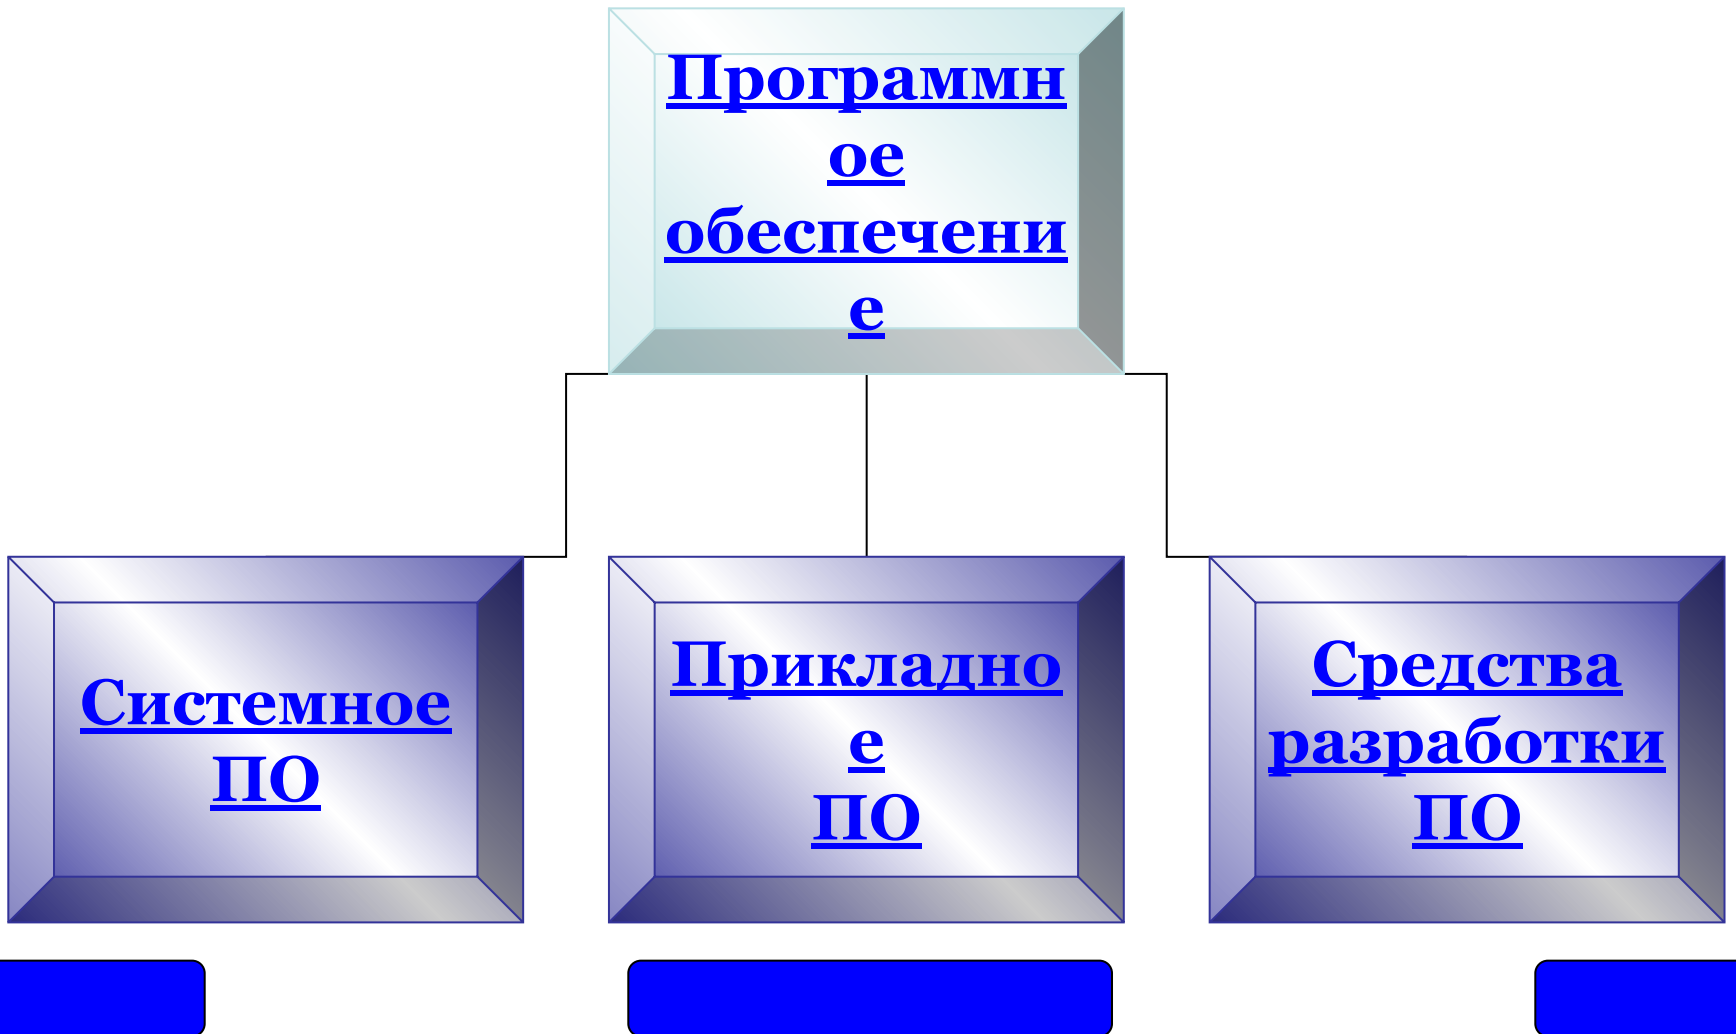 Программн
ое
обеспечени
е
Системное
ПО
Прикладно
е
ПО
Средства
разработки
ПО